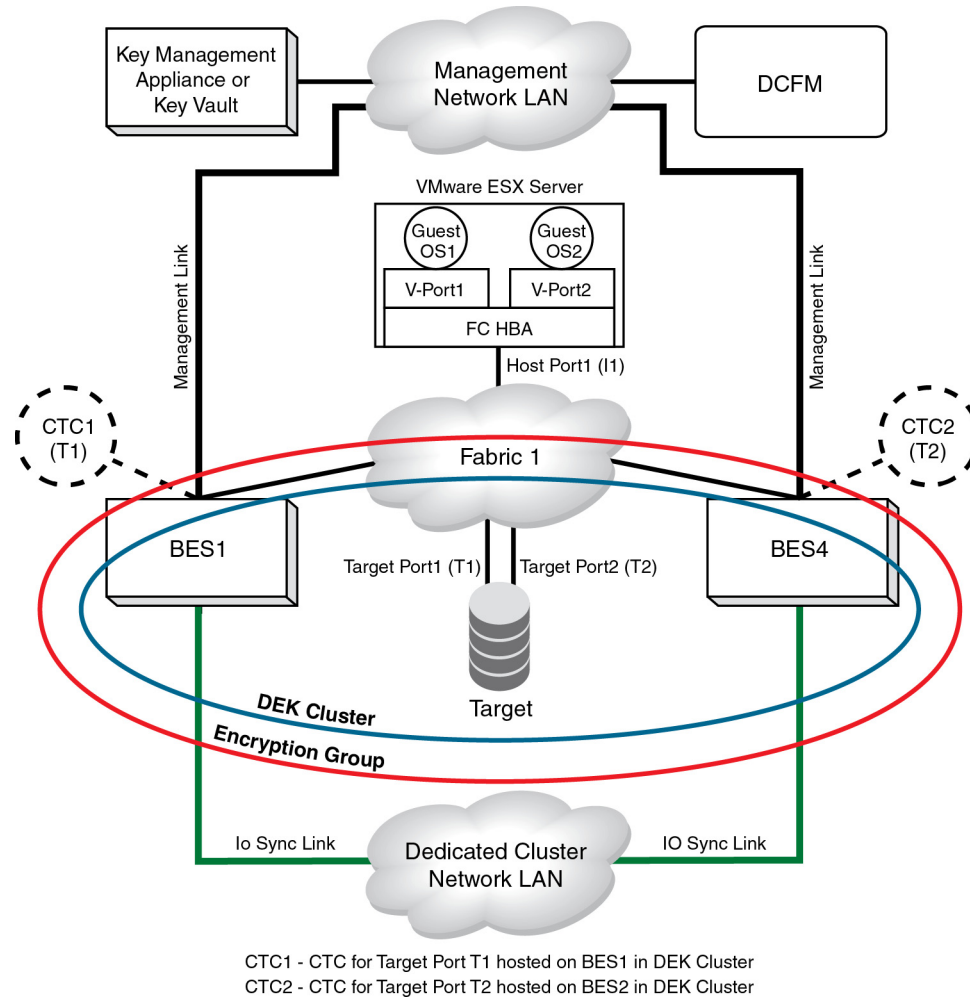 Key Management
Appliance or
Key Vault
Management
Network LAN
DCFM
VMware ESX Server
Guest
OS1
Guest
OS2
V-Port1
V-Port2
FC HBA
Management Link
Management Link
Host Port1 (I1)
CTC1
(T1)
CTC2
(T2)
Fabric 1
BES1
BES4
Target Port1 (T1)
Target Port2 (T2)
Target
DEK Cluster
Encryption Group
Io Sync Link
IO Sync Link
Dedicated Cluster
Network LAN
CTC1 - CTC for Target Port T1 hosted on BES1 in DEK Cluster
CTC2 - CTC for Target Port T2 hosted on BES2 in DEK Cluster